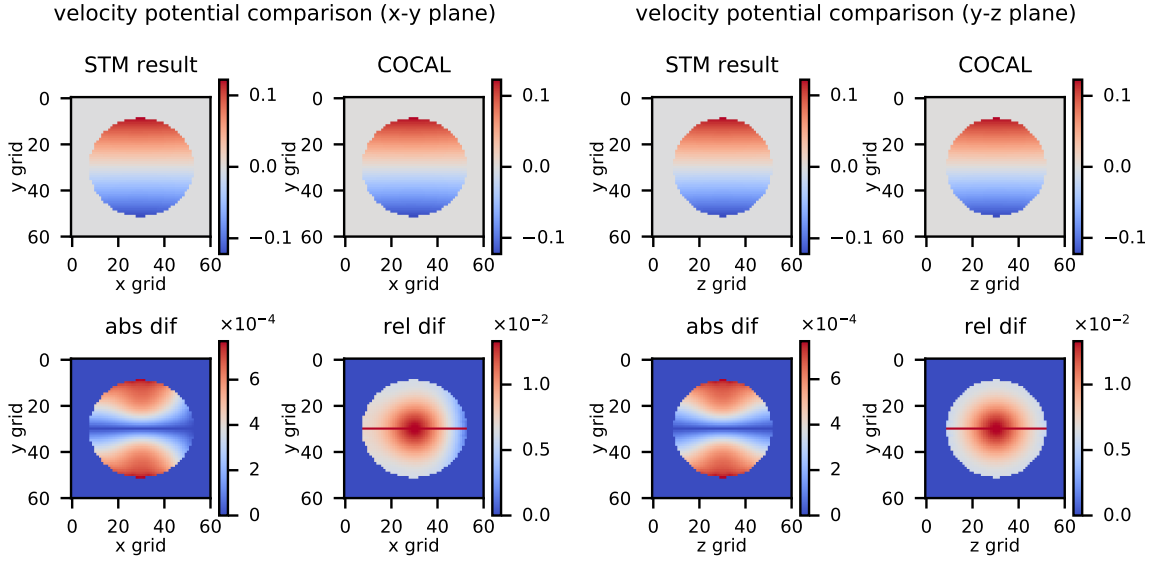 velocity potential comparison (x-y plane)
velocity potential comparison (y-z plane)
STM result
COCAL
STM result
COCAL
0
20
40
60
y grid
0 20 40 60
x grid
0.1
0.0
−0.1
0
20
40
60
y grid
0 20 40 60
x grid
0.1
0.0
−0.1
0
20
40
60
y grid
0 20 40 60
z grid
0.1
0.0
−0.1
0
20
40
60
y grid
0 20 40 60
z grid
0.1
0.0
−0.1
abs dif
×10⁻⁴
rel dif
×10⁻²
abs dif
×10⁻⁴
rel dif
×10⁻²
0
20
40
60
y grid
0 20 40 60
x grid
6
4
2
0
0
20
40
60
y grid
0 20 40 60
x grid
1.0
0.5
0.0
0
20
40
60
y grid
0 20 40 60
z grid
6
4
2
0
0
20
40
60
y grid
0 20 40 60
z grid
1.0
0.5
0.0